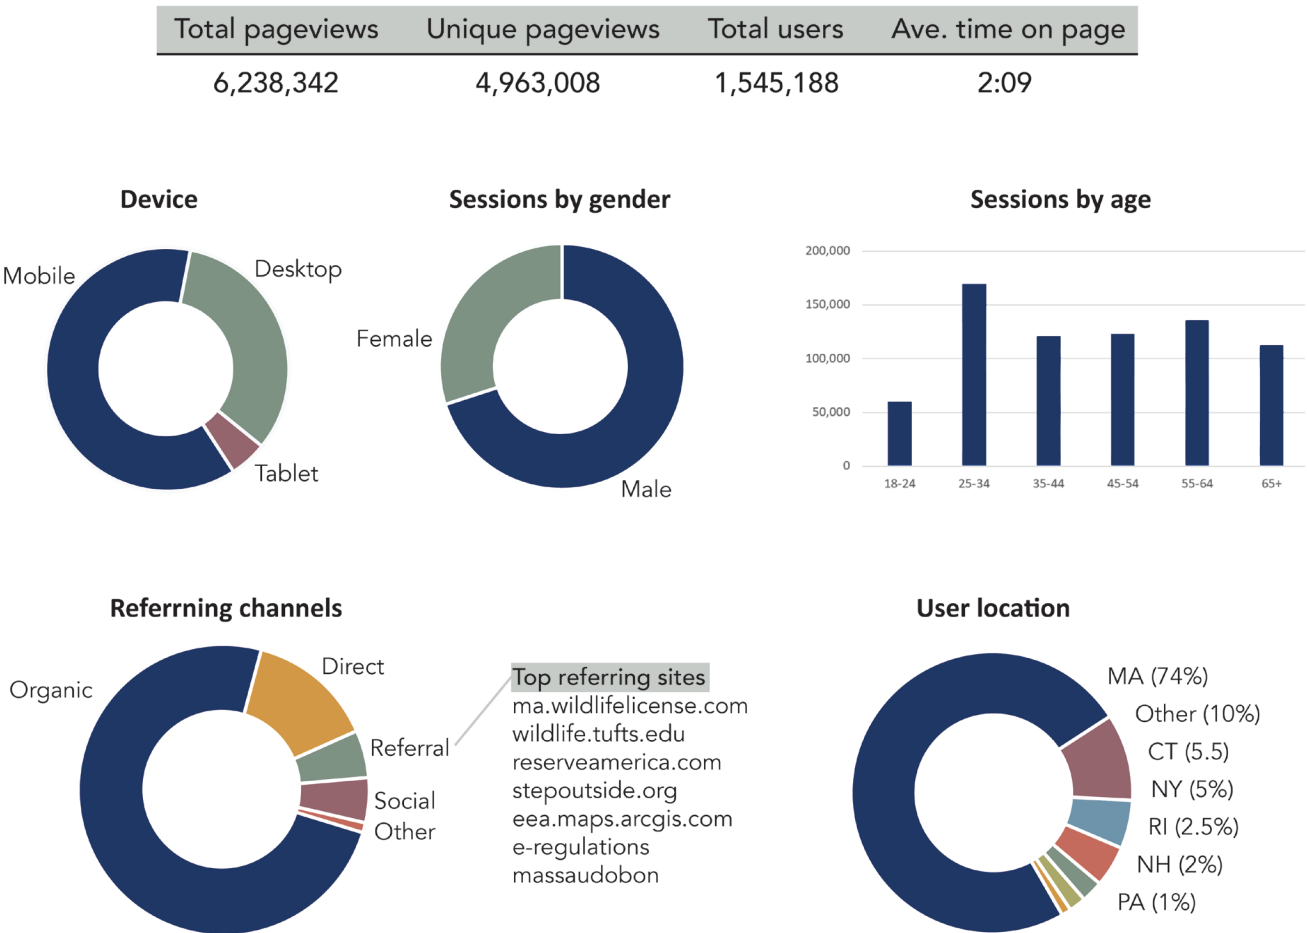 Total pageviews Unique pageviews Total users Ave. time on page
6,238,342 4,963,008 1,545,188 2:09
Device
Mobile
Desktop
Tablet
Sessions by gender
Female
Male
Sessions by age
200,000
150,000
100,000
50,000
0
18-24 25-34 35-44 45-54 55-64 65+
Referrning channels
Organic
Direct
Referral
Social
Other
Top referring sites
ma.wildlifelicense.com
wildlife.tufts.edu
reserveamerica.com
stepoutside.org
eea.maps.arcgis.com
e-regulations
massaudobon
User location
MA (74%)
Other (10%)
CT (5.5)
NY (5%)
RI (2.5%)
NH (2%)
PA (1%)